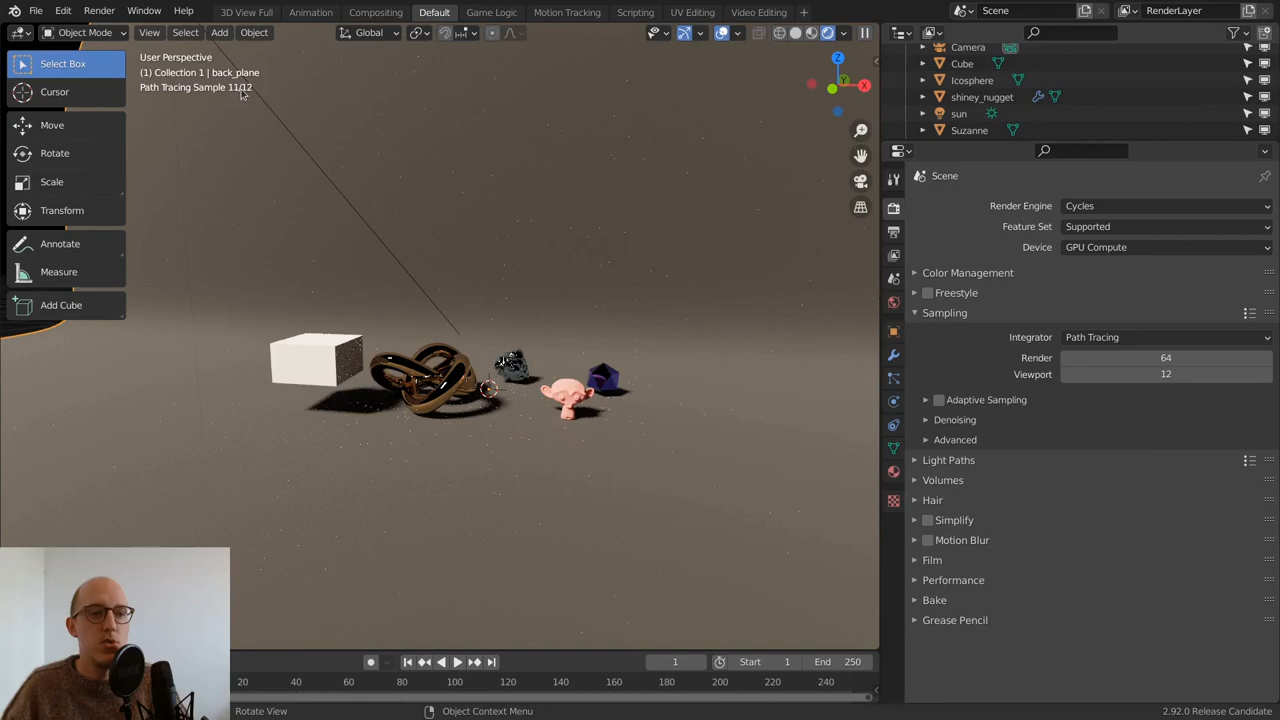 File Edit Render Window Help
3D View Full Animation Compositing Default Game Logic Motion Tracking Scripting UV Editing Video Editing +
Scene RenderLayer
Object Mode View Select Add Object Global
Select Box
Cursor
Move
Rotate
Scale
Transform
Annotate
Measure
Add Cube
User Perspective
(1) Collection 1 | back_plane
Path Tracing Sample 11/12
Z
Y
X
Camera
Cube
Icosphere
shiney_nugget
sun
Suzanne
Scene
Render Engine Cycles
Feature Set Supported
Device GPU Compute
Color Management
Freestyle
Sampling
Integrator Path Tracing
Render 64
Viewport 12
Adaptive Sampling
Denoising
Advanced
Light Paths
Volumes
Hair
Simplify
Motion Blur
Film
Performance
Bake
Grease Pencil
1 Start 1 End 250
20 40 60 80 100 120 140 160 180 200 220 240
Rotate View Object Context Menu 2.92.0 Release Candidate